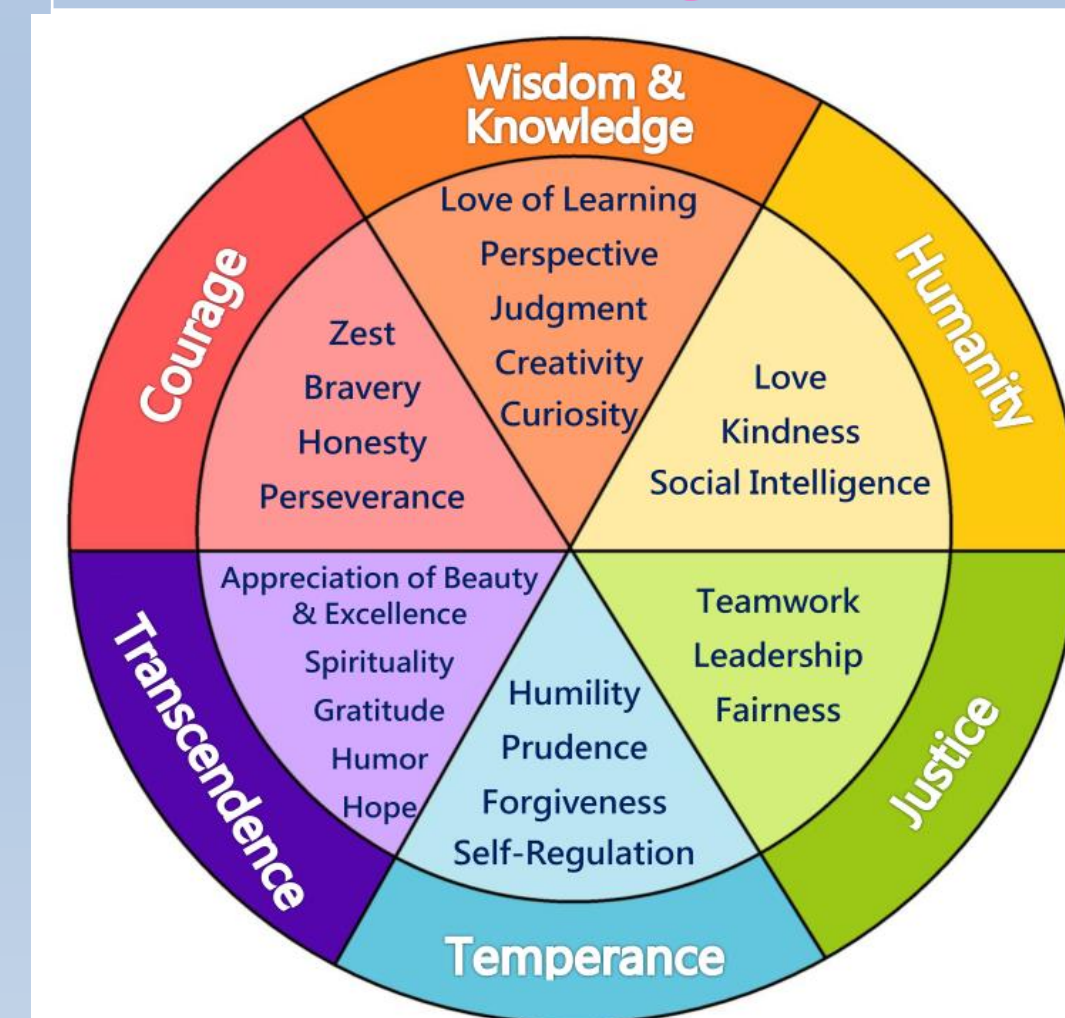 Wisdom &
Knowledge
Love of Learning
Perspective
Judgment
Creativity
Curiosity
Humanity
Love
Kindness
Social Intelligence
Justice
Teamwork
Leadership
Fairness
Temperance
Humility
Prudence
Forgiveness
Self-Regulation
Transcendence
Appreciation of Beauty
& Excellence
Spirituality
Gratitude
Humor
Hope
Courage
Zest
Bravery
Honesty
Perseverance